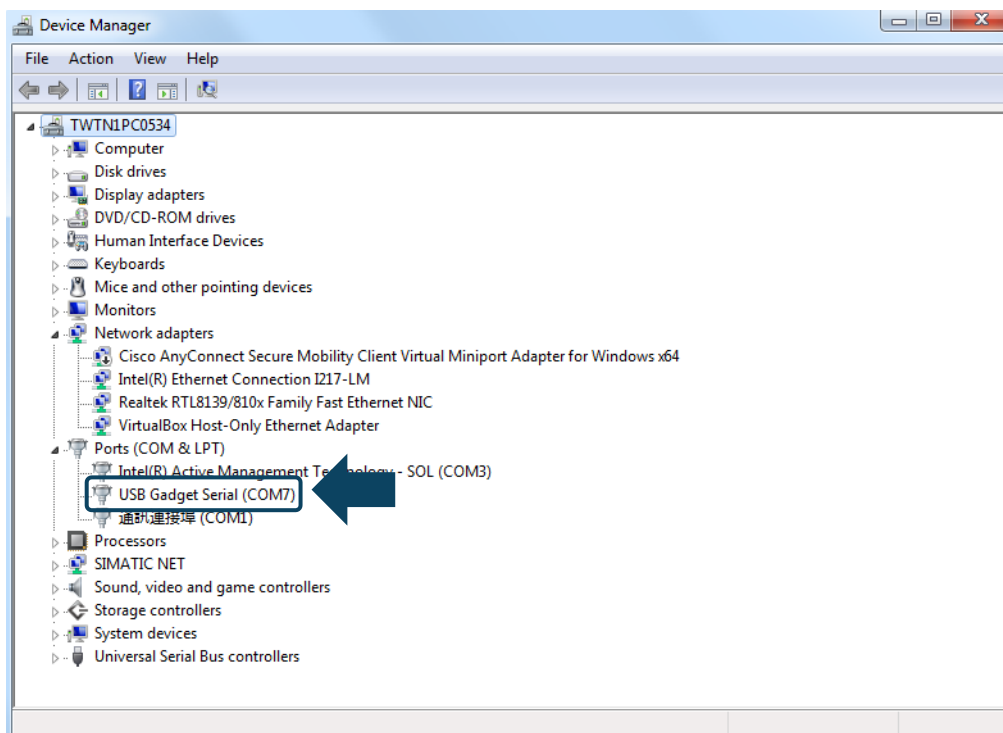 Device Manager
File Action View Help
TWTN1PC0534
Computer
Disk drives
Display adapters
DVD/CD-ROM drives
Human Interface Devices
Keyboards
Mice and other pointing devices
Monitors
Network adapters
Cisco AnyConnect Secure Mobility Client Virtual Miniport Adapter for Windows x64
Intel(R) Ethernet Connection I217-LM
Realtek RTL8139/810x Family Fast Ethernet NIC
VirtualBox Host-Only Ethernet Adapter
Ports (COM & LPT)
Intel(R) Active Management Technology - SOL (COM3)
USB Gadget Serial (COM7)
通訊連接埠 (COM1)
Processors
SIMATIC NET
Sound, video and game controllers
Storage controllers
System devices
Universal Serial Bus controllers